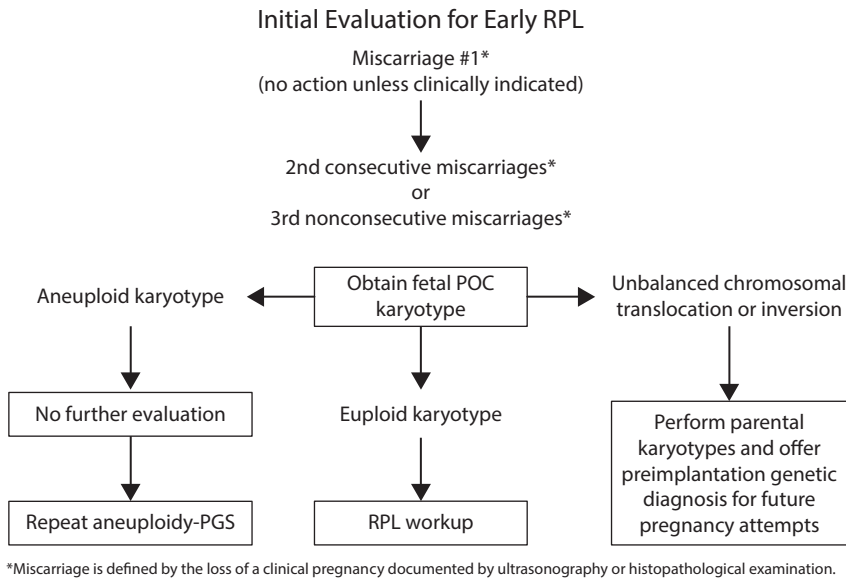 Initial Evaluation for Early RPL
Miscarriage #1*
(no action unless clinically indicated)
2nd consecutive miscarriages*
or
3rd nonconsecutive miscarriages*
Aneuploid karyotype
Obtain fetal POC
karyotype
Unbalanced chromosomal
translocation or inversion
No further evaluation
Euploid karyotype
Perform parental
karyotypes and offer
preimplantation genetic
diagnosis for future
pregnancy attempts
Repeat aneuploidy-PGS
RPL workup
*Miscarriage is defined by the loss of a clinical pregnancy documented by ultrasonography or histopathological examination.